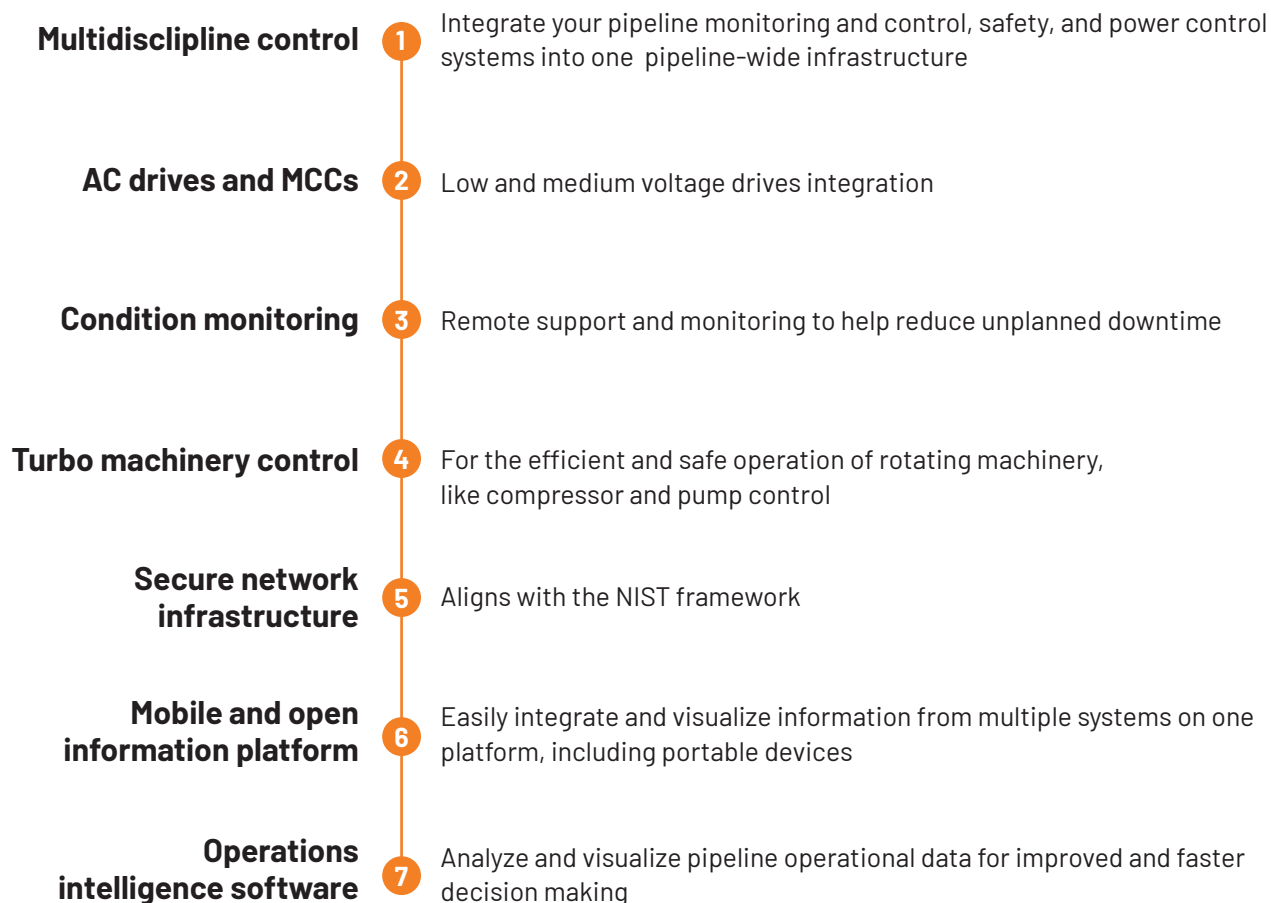 Multidisclipline control
1
Integrate your pipeline monitoring and control, safety, and power control
systems into one  pipeline-wide infrastructure
AC drives and MCCs
2
Low and medium voltage drives integration
Condition monitoring
3
Remote support and monitoring to help reduce unplanned downtime
Turbo machinery control
4
For the efficient and safe operation of rotating machinery,
like compressor and pump control
Secure network
infrastructure
5
Aligns with the NIST framework
Mobile and open
information platform
6
Easily integrate and visualize information from multiple systems on one
platform, including portable devices
Operations
intelligence software
7
Analyze and visualize pipeline operational data for improved and faster
decision making